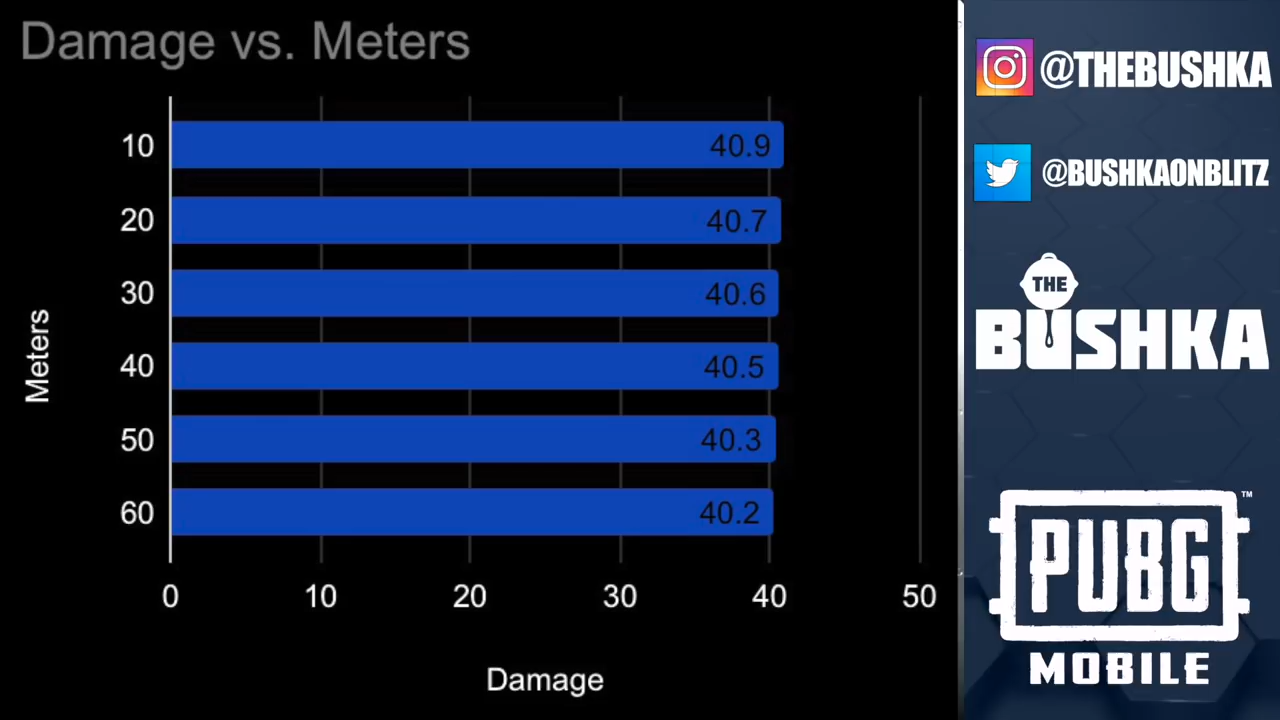 Damage vs. Meters
Meters
10
40.9
20
40.7
30
40.6
40
40.5
50
40.3
60
40.2
0
10
20
30
40
50
Damage
@THEBUSHKA
@BUSHKAONBLITZ
THE
BUSHKA
PUBG
™
MOBILE